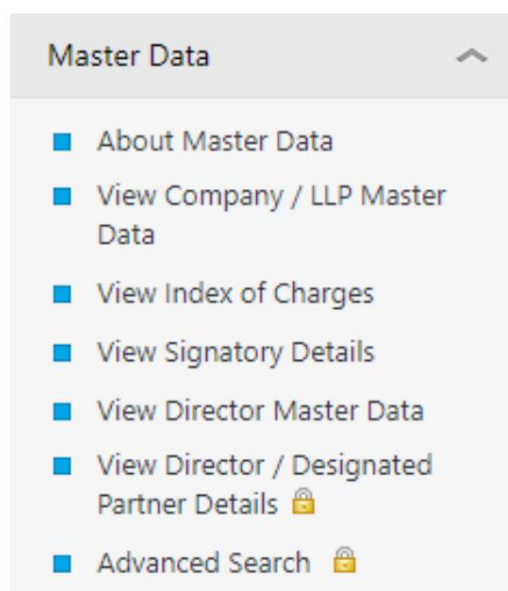 Master Data
About Master Data
View Company / LLP Master
Data
View Index of Charges
View Signatory Details
View Director Master Data
View Director / Designated
Partner Details
Advanced Search